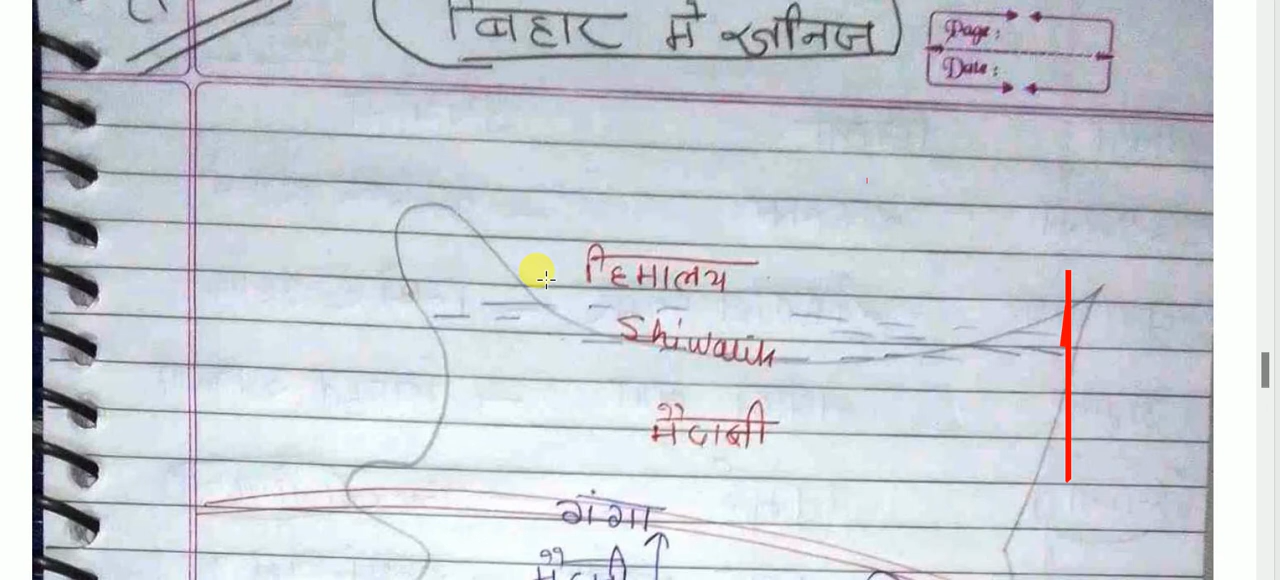 बिहार में खनिज
Page :
Date :
हिमालय
Shiwalik
मैदानी
गंगा
मैदानी